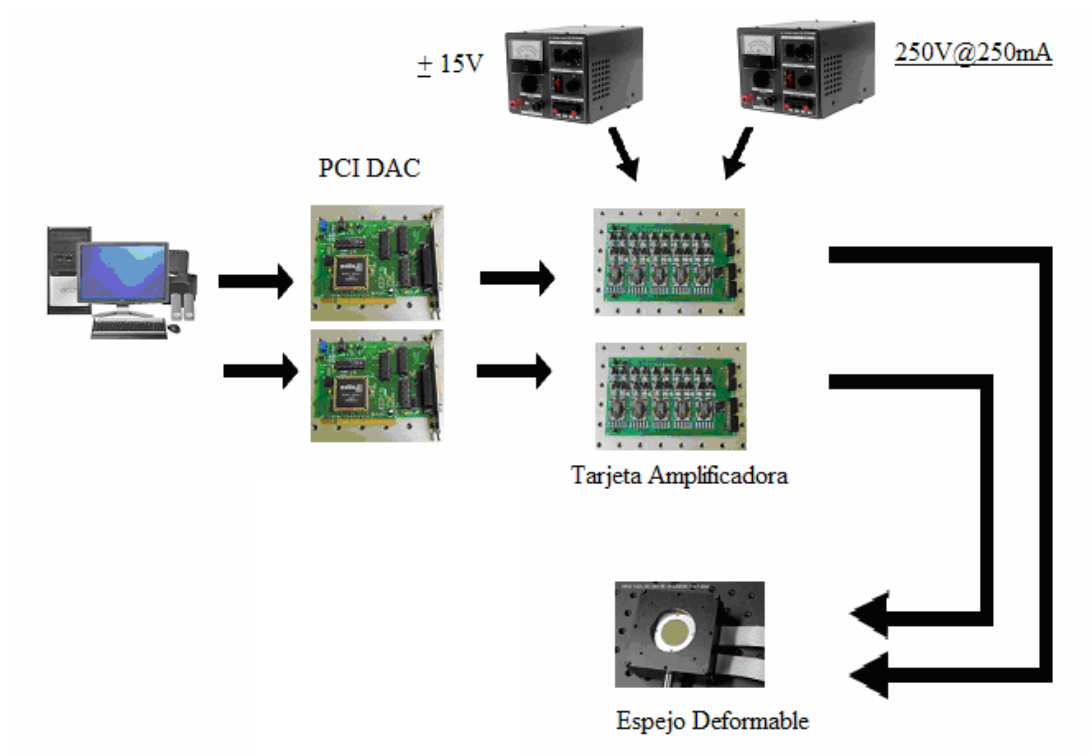 ± 15V
250V@250mA
PCI DAC
Tarjeta Amplificadora
Espejo Deformable